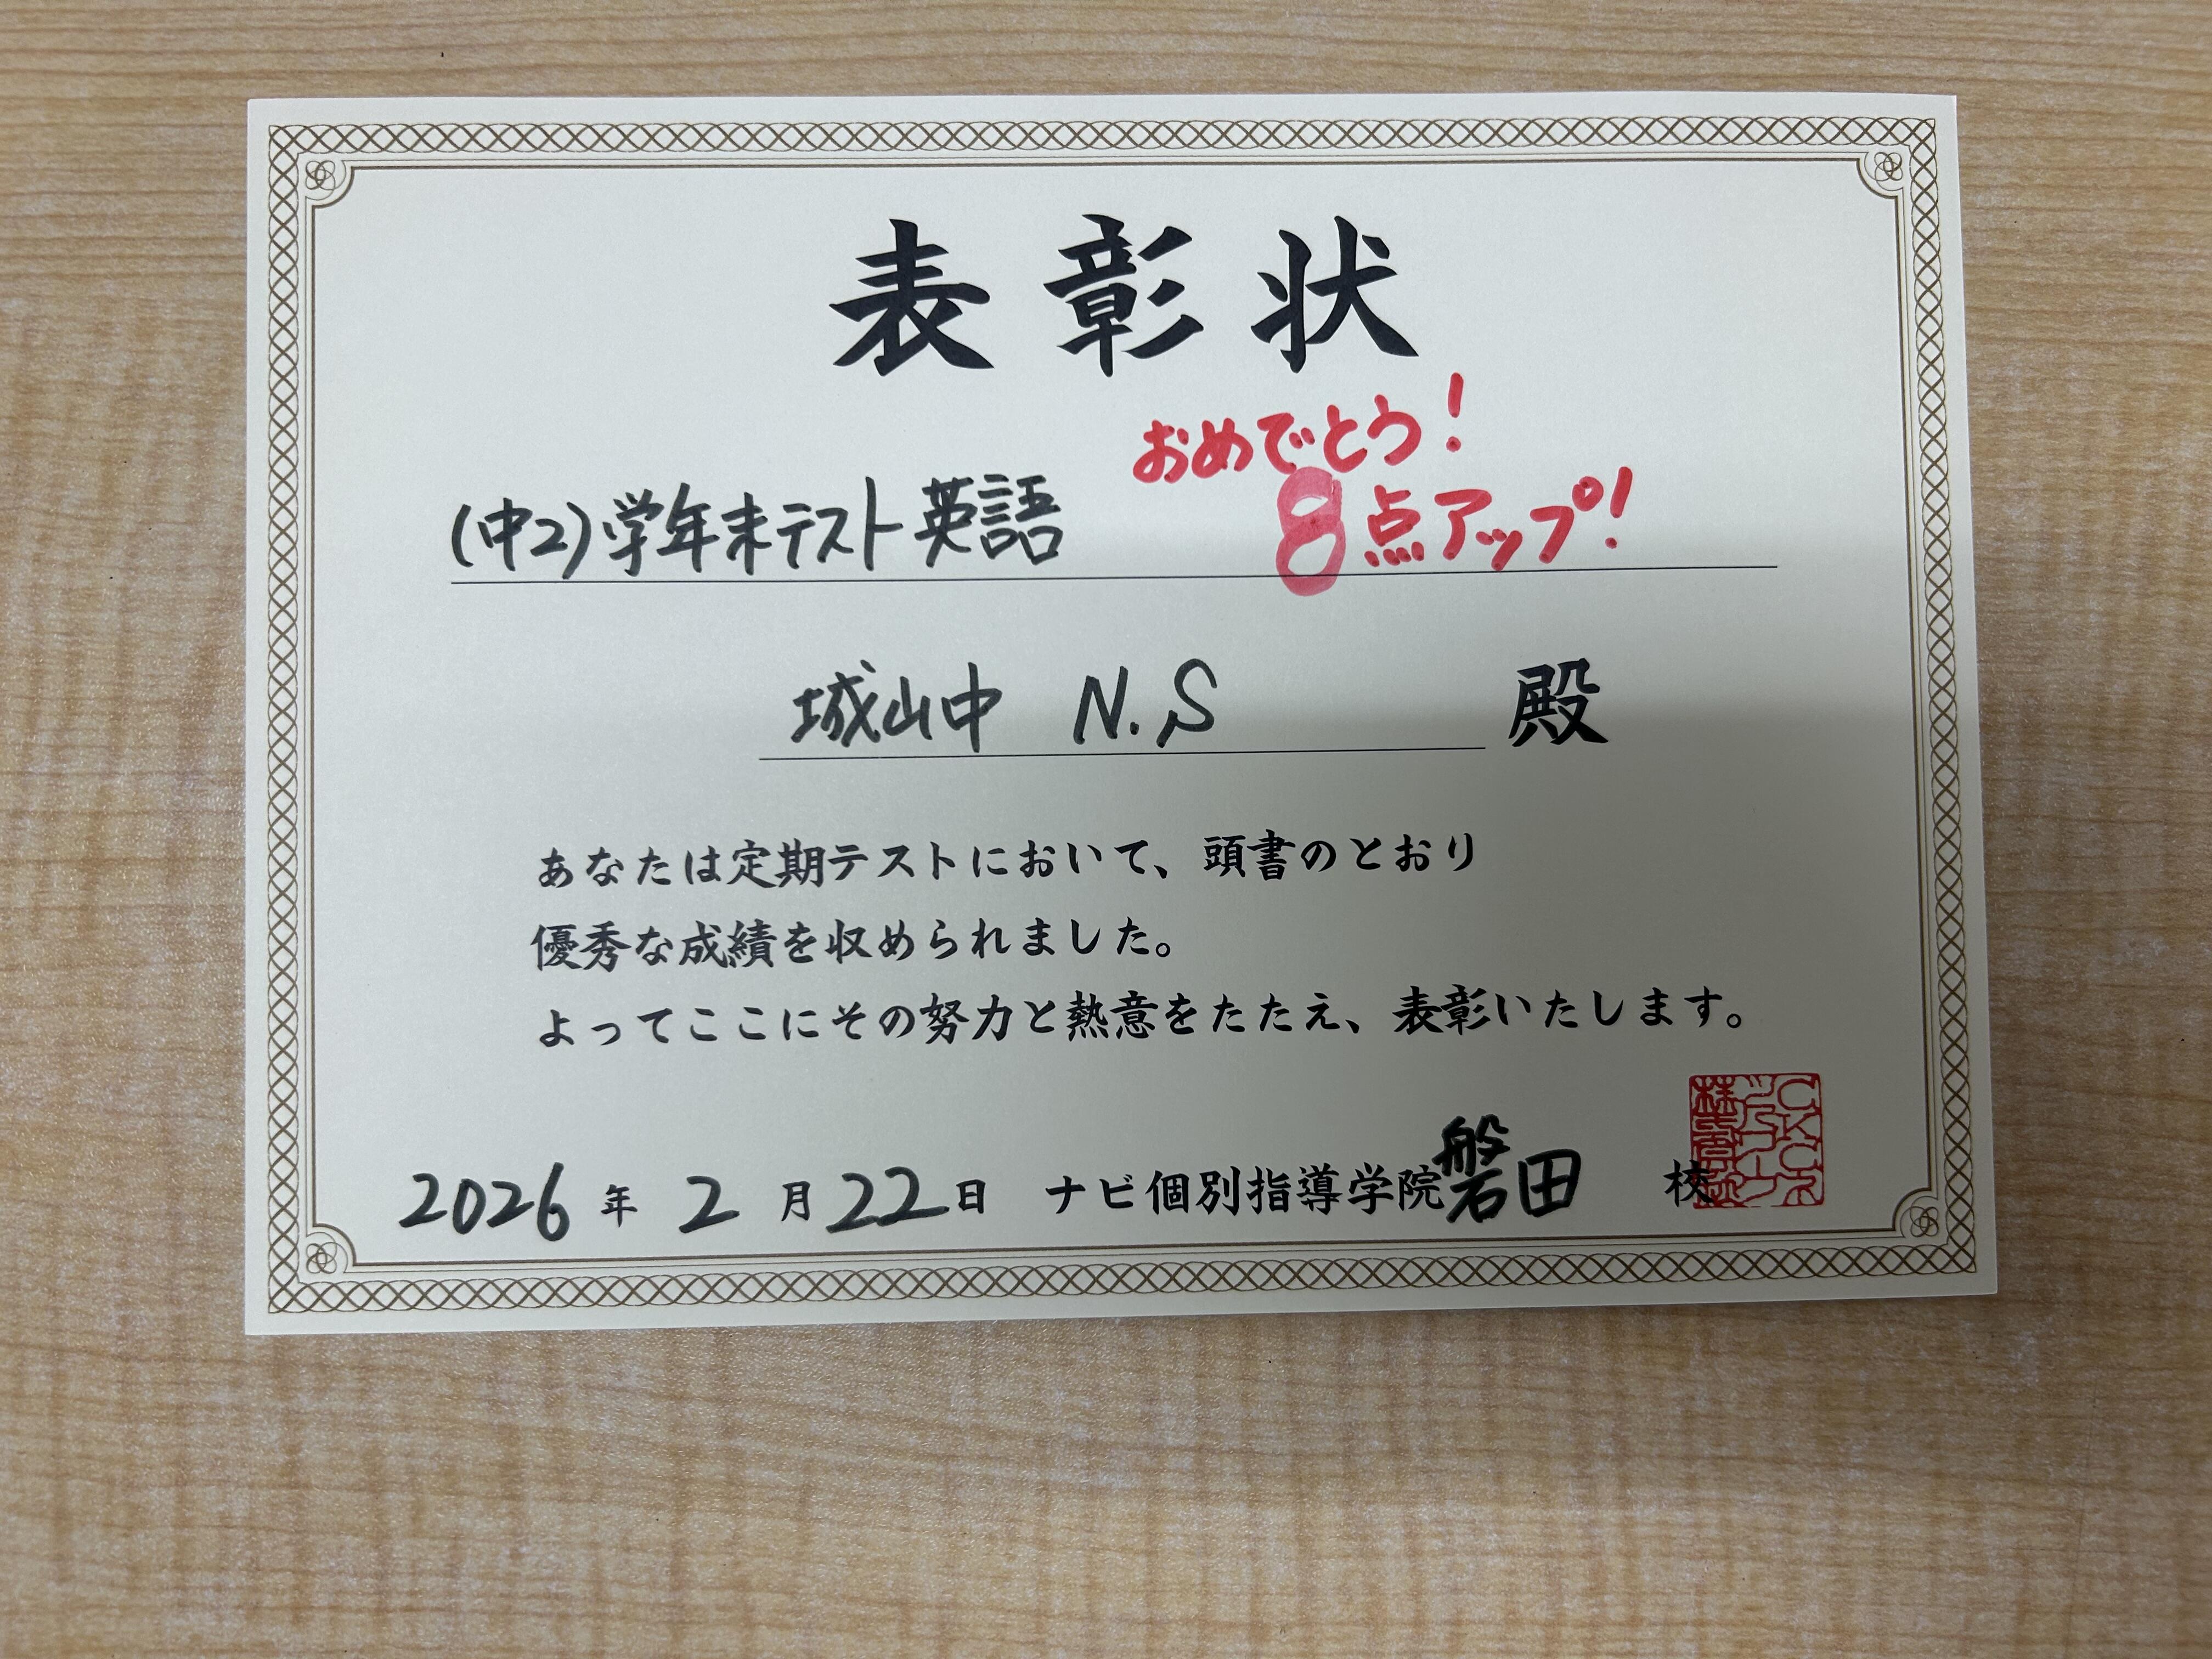 表彰状
おめでとう！
(中2)学年末テスト英語 8点アップ！
城山中 N.S 殿
あなたは定期テストにおいて、頭書のとおり
優秀な成績を収められました。
よってここにその努力と熱意をたたえ、表彰いたします。
2026年2月22日 ナビ個別指導学院磐田校